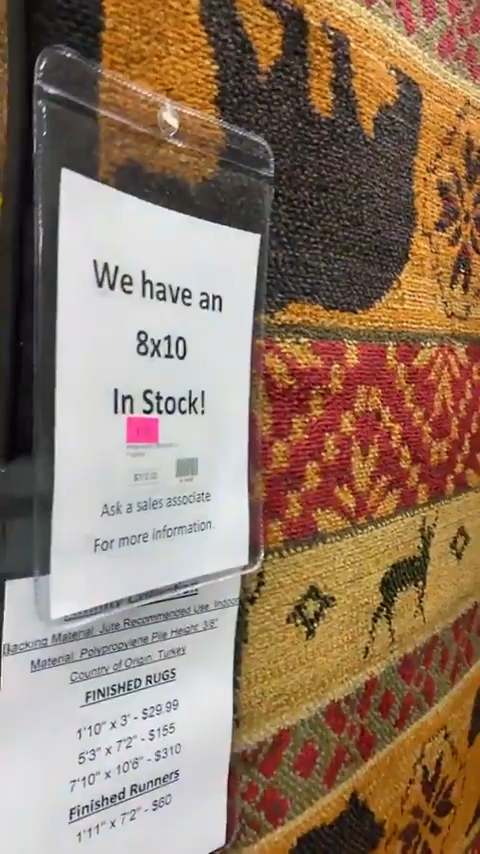 We have an
8x10
In Stock!
Ask a sales associate
For more information.
Backing Material: Jute Recommended Use: Indoor
Material: Polypropylene Pile Height: 3/8"
Country of Origin: Turkey
FINISHED RUGS
1'10" x 3' - $29.99
5'3" x 7'2" - $155
7'10" x 10'6" - $310
Finished Runners
1'11" x 7'2" - $60